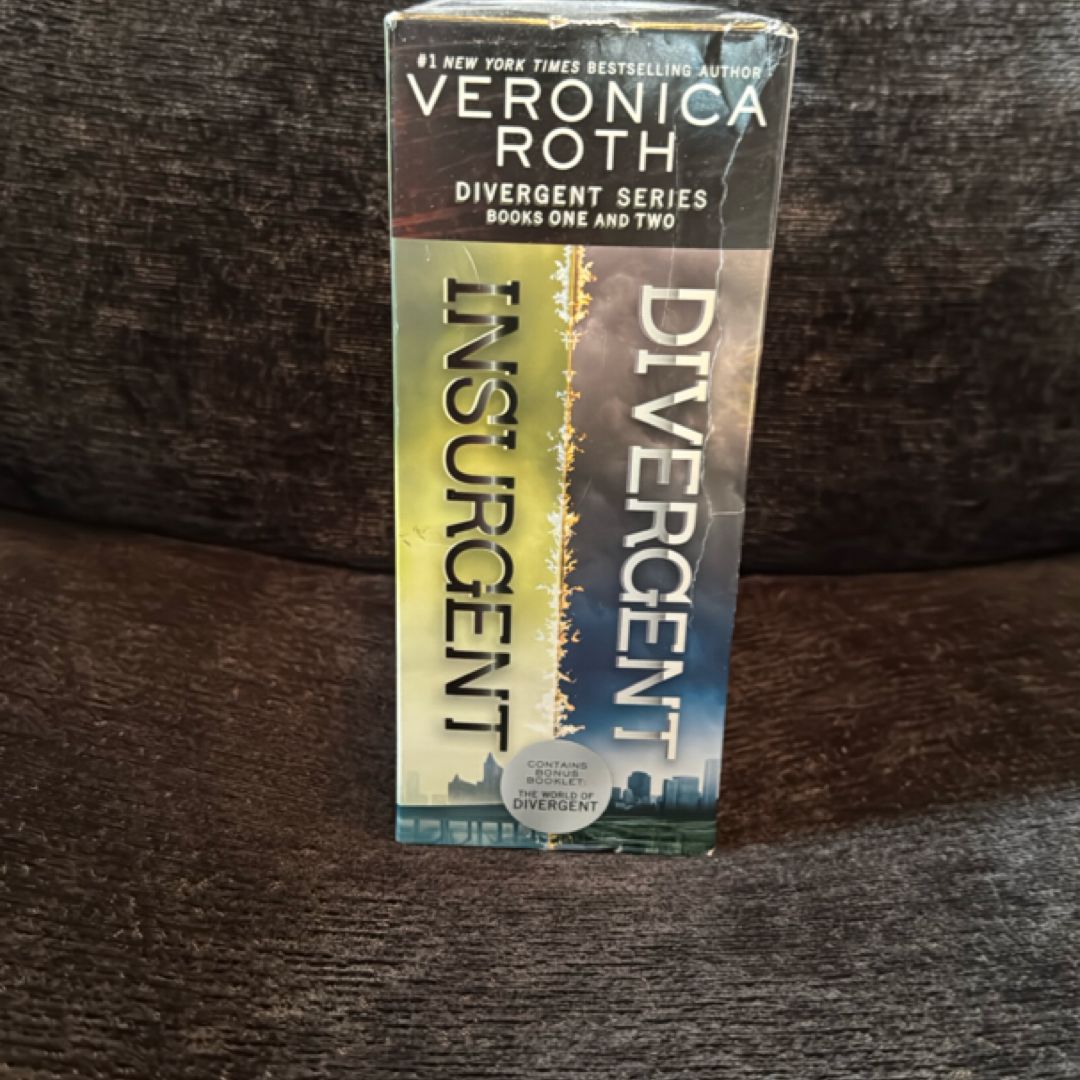 #1 NEW YORK TIMES BESTSELLING AUTHOR
VERONICA
ROTH
DIVERGENT SERIES
BOOKS ONE AND TWO
INSURGENT
DIVERGENT
CONTAINS
BONUS
BOOKLET:
THE WORLD OF
DIVERGENT